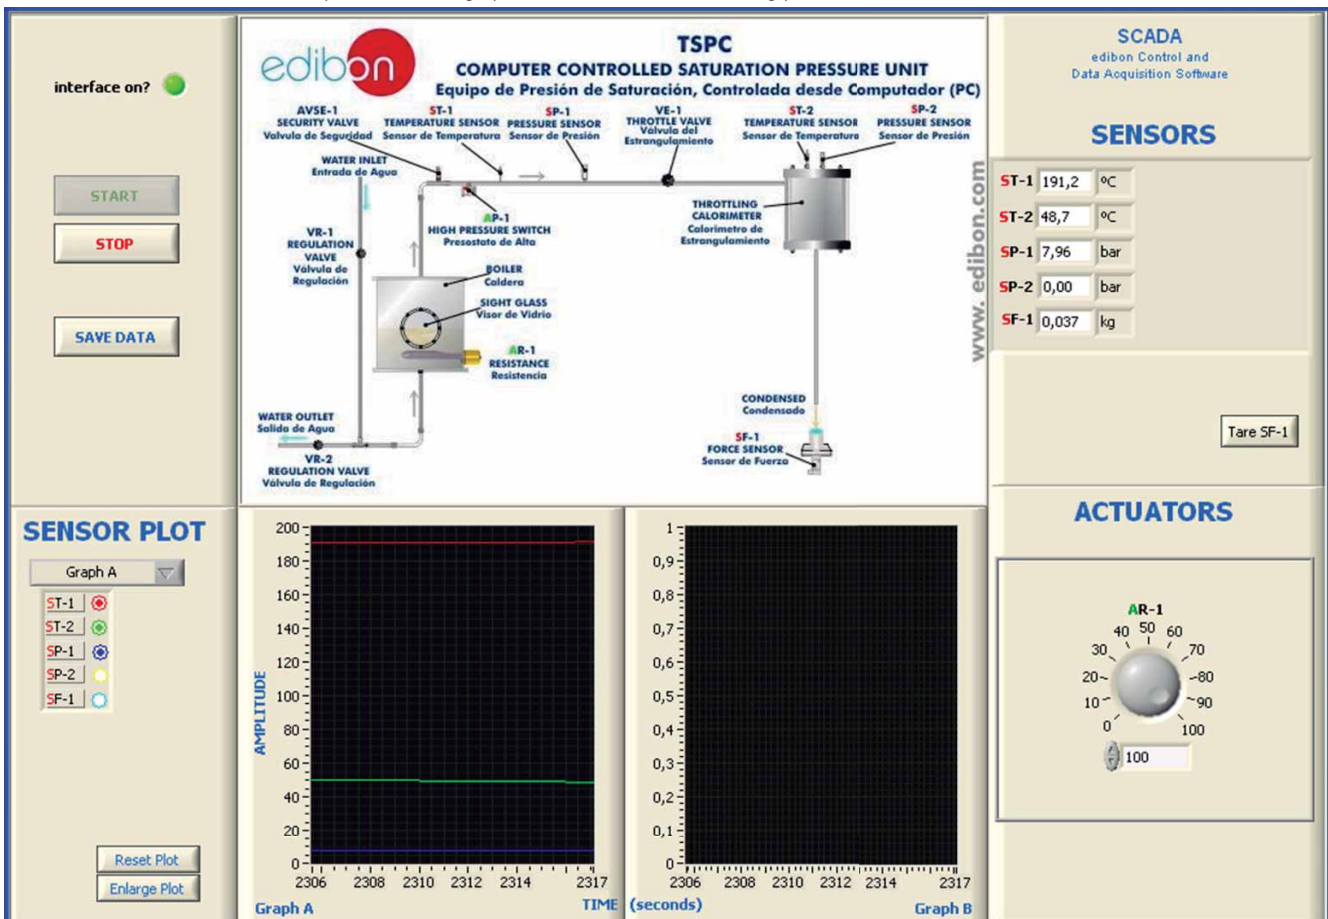 interface on?
START
STOP
SAVE DATA
edibon
TSPC
COMPUTER CONTROLLED SATURATION PRESSURE UNIT
Equipo de Presión de Saturación, Controlada desde Computador (PC)
AVSE-1
SECURITY VALVE
Valvula de Seguridad
ST-1
TEMPERATURE SENSOR
Sensor de Temperatura
SP-1
PRESSURE SENSOR
Sensor de Presión
VE-1
THROTTLE VALVE
Válvula del
Estrangulamiento
ST-2
TEMPERATURE SENSOR
Sensor de Temperatura
SP-2
PRESSURE SENSOR
Sensor de Presión
WATER INLET
Entrada de Agua
AP-1
HIGH PRESSURE SWITCH
Presostato de Alta
THROTTLING
CALORIMETER
Calorímetro de
Estrangulamiento
VR-1
REGULATION
VALVE
Válvula de
Regulación
BOILER
Caldera
SIGHT GLASS
Visor de Vidrio
AR-1
RESISTANCE
Resistencia
WATER OUTLET
Salida de Agua
VR-2
REGULATION VALVE
Válvula de Regulación
CONDENSED
Condensado
SF-1
FORCE SENSOR
Sensor de Fuerza
www. edibon.com
SCADA
edibon Control and
Data Acquisition Software
SENSORS
ST-1 191,2 ºC
ST-2 48,7 ºC
SP-1 7,96 bar
SP-2 0,00 bar
SF-1 0,037 kg
Tare SF-1
SENSOR PLOT
Graph A
ST-1
ST-2
SP-1
SP-2
SF-1
Reset Plot
Enlarge Plot
AMPLITUDE
200
180
160
140
120
100
80
60
40
20
0
2306 2308 2310 2312 2314 2317
Graph A
TIME (seconds)
1
0,9
0,8
0,7
0,6
0,5
0,4
0,3
0,2
0,1
0
2306 2308 2310 2312 2314 2317
Graph B
ACTUATORS
AR-1
0 10 20 30 40 50 60 70 80 90 100
100